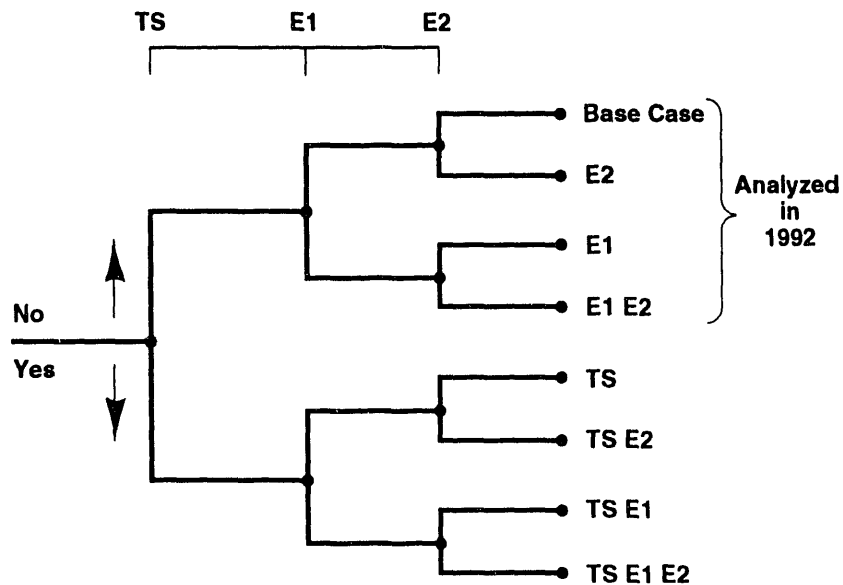 TS E1 E2
Base Case
E2
E1
E1 E2
Analyzed
in
1992
No
Yes
TS
TS E2
TS E1
TS E1 E2